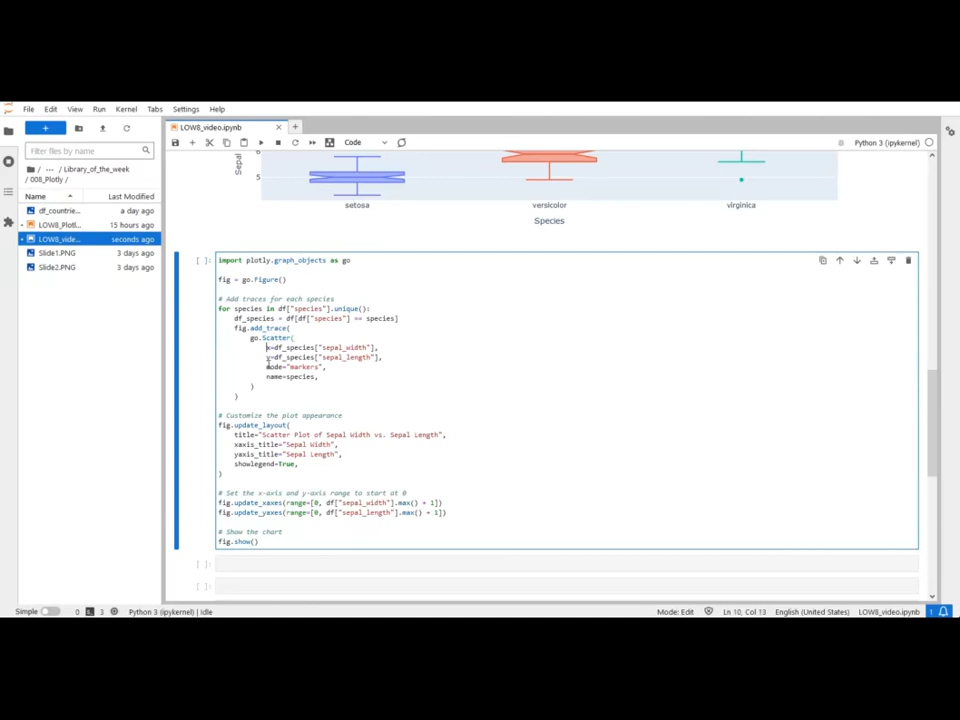 File Edit View Run Kernel Tabs Settings Help
LOW8_video.ipynb
Code
Python 3 (ipykernel)
Filter files by name
/ ... / Library_of_the_week
/ 008_Plotly /
Name Last Modified
df_countrie... a day ago
LOW8_Plotl... 15 hours ago
LOW8_vide... seconds ago
Slide1.PNG 3 days ago
Slide2.PNG 3 days ago
Sepal
6
5
setosa versicolor virginica
Species
[ ]:
import plotly.graph_objects as go
fig = go.Figure()
# Add traces for each species
for species in df["species"].unique():
df_species = df[df["species"] == species]
fig.add_trace(
go.Scatter(
x=df_species["sepal_width"],
y=df_species["sepal_length"],
mode="markers",
name=species,
)
)
# Customize the plot appearance
fig.update_layout(
title="Scatter Plot of Sepal Width vs. Sepal Length",
xaxis_title="Sepal Width",
yaxis_title="Sepal Length",
showlegend=True,
)
# Set the x-axis and y-axis range to start at 0
fig.update_xaxes(range=[0, df["sepal_width"].max() + 1])
fig.update_yaxes(range=[0, df["sepal_length"].max() + 1])
# Show the chart
fig.show()
[ ]:
[ ]:
Simple 0 3 Python 3 (ipykernel) | Idle Mode: Edit Ln 10, Col 13 English (United States) LOW8_video.ipynb 1